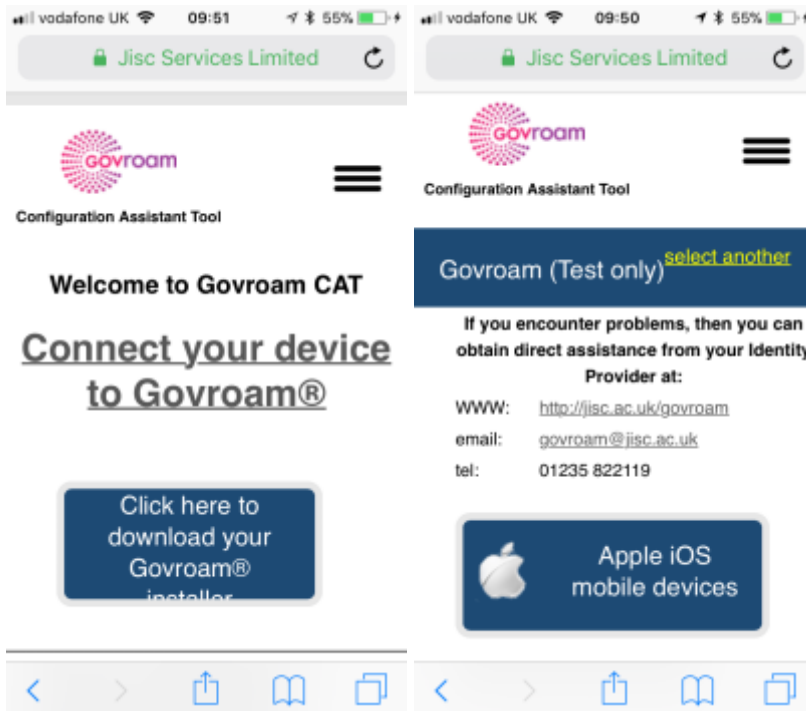 vodafone UK 09:51 55%
Jisc Services Limited
Govroam
Configuration Assistant Tool
Welcome to Govroam CAT
Connect your device
to Govroam®
Click here to
download your
Govroam®
installer
vodafone UK 09:50 55%
Jisc Services Limited
Govroam
Configuration Assistant Tool
Govroam (Test only) select another
If you encounter problems, then you can
obtain direct assistance from your Identity
Provider at:
WWW: http://jisc.ac.uk/govroam
email: govroam@jisc.ac.uk
tel: 01235 822119
Apple iOS
mobile devices